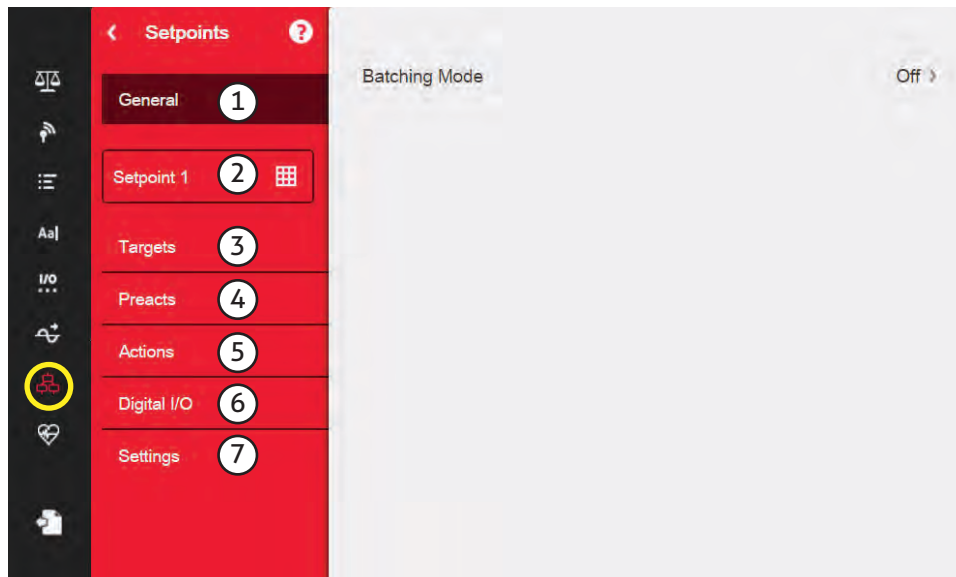 Setpoints ?
Batching Mode Off
General 1
Setpoint 1 2
Aa
Targets 3
I/O
Preacts 4
Actions 5
Digital I/O 6
Settings 7